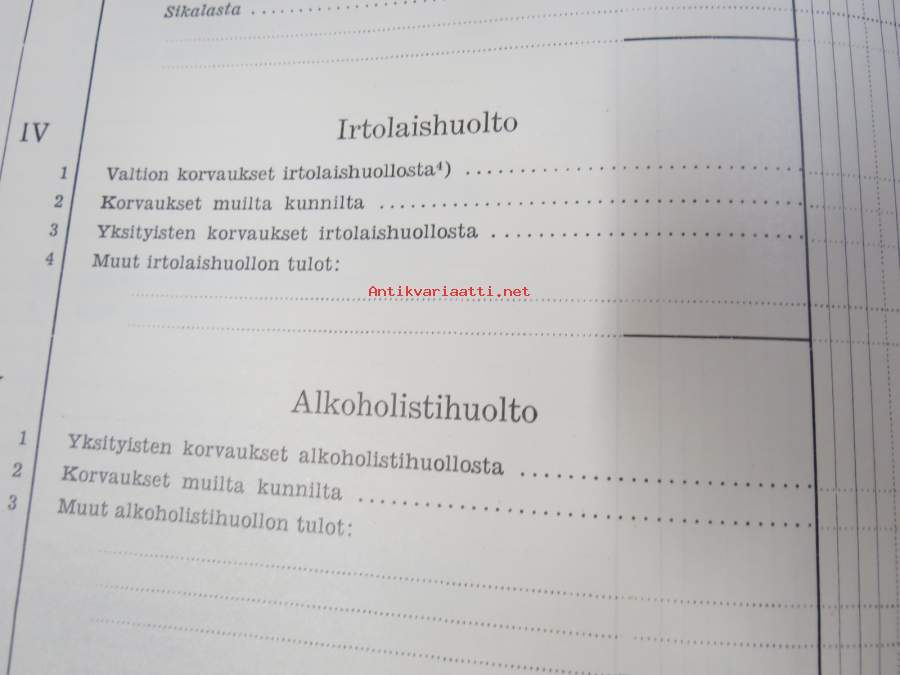 Sikalasta
IV Irtolaishuolto
1 Valtion korvaukset irtolaishuollosta⁴)
2 Korvaukset muilta kunnilta
3 Yksityisten korvaukset irtolaishuollosta
4 Muut irtolaishuollon tulot:
Antikvariaatti.net
Alkoholistihuolto
1 Yksityisten korvaukset alkoholistihuollosta
2 Korvaukset muilta kunnilta
3 Muut alkoholistihuollon tulot: